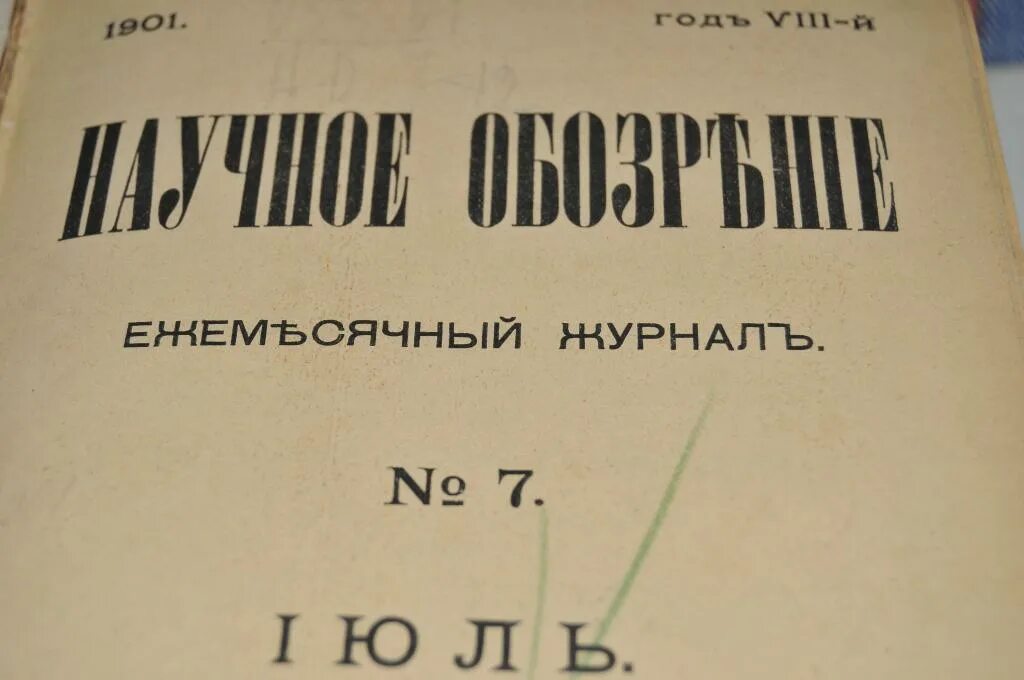 1901. годъ VIII-й
НАУЧНОЕ ОБОЗРѢНІЕ
ЕЖЕМѢСЯЧНЫЙ ЖУРНАЛЪ.
№ 7.
ІЮЛЬ.